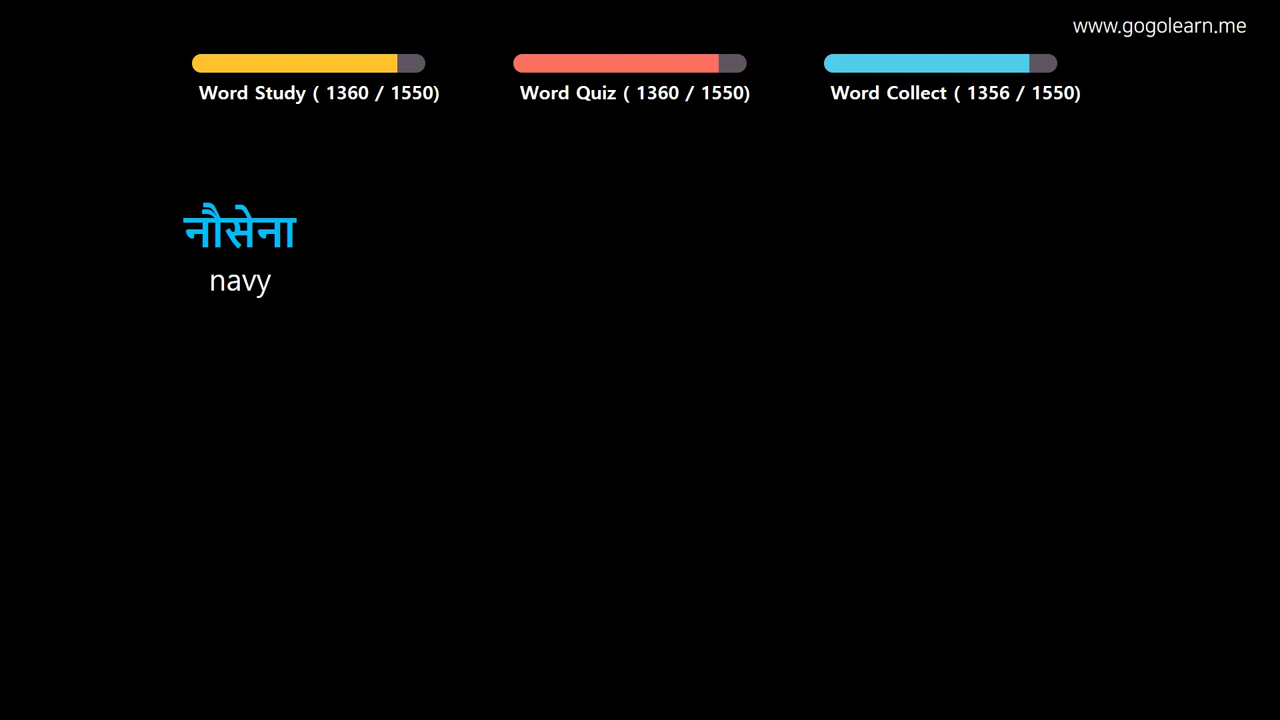 www.gogolearn.me
Word Study ( 1360 / 1550)
Word Quiz ( 1360 / 1550)
Word Collect ( 1356 / 1550)
नौसेना
navy